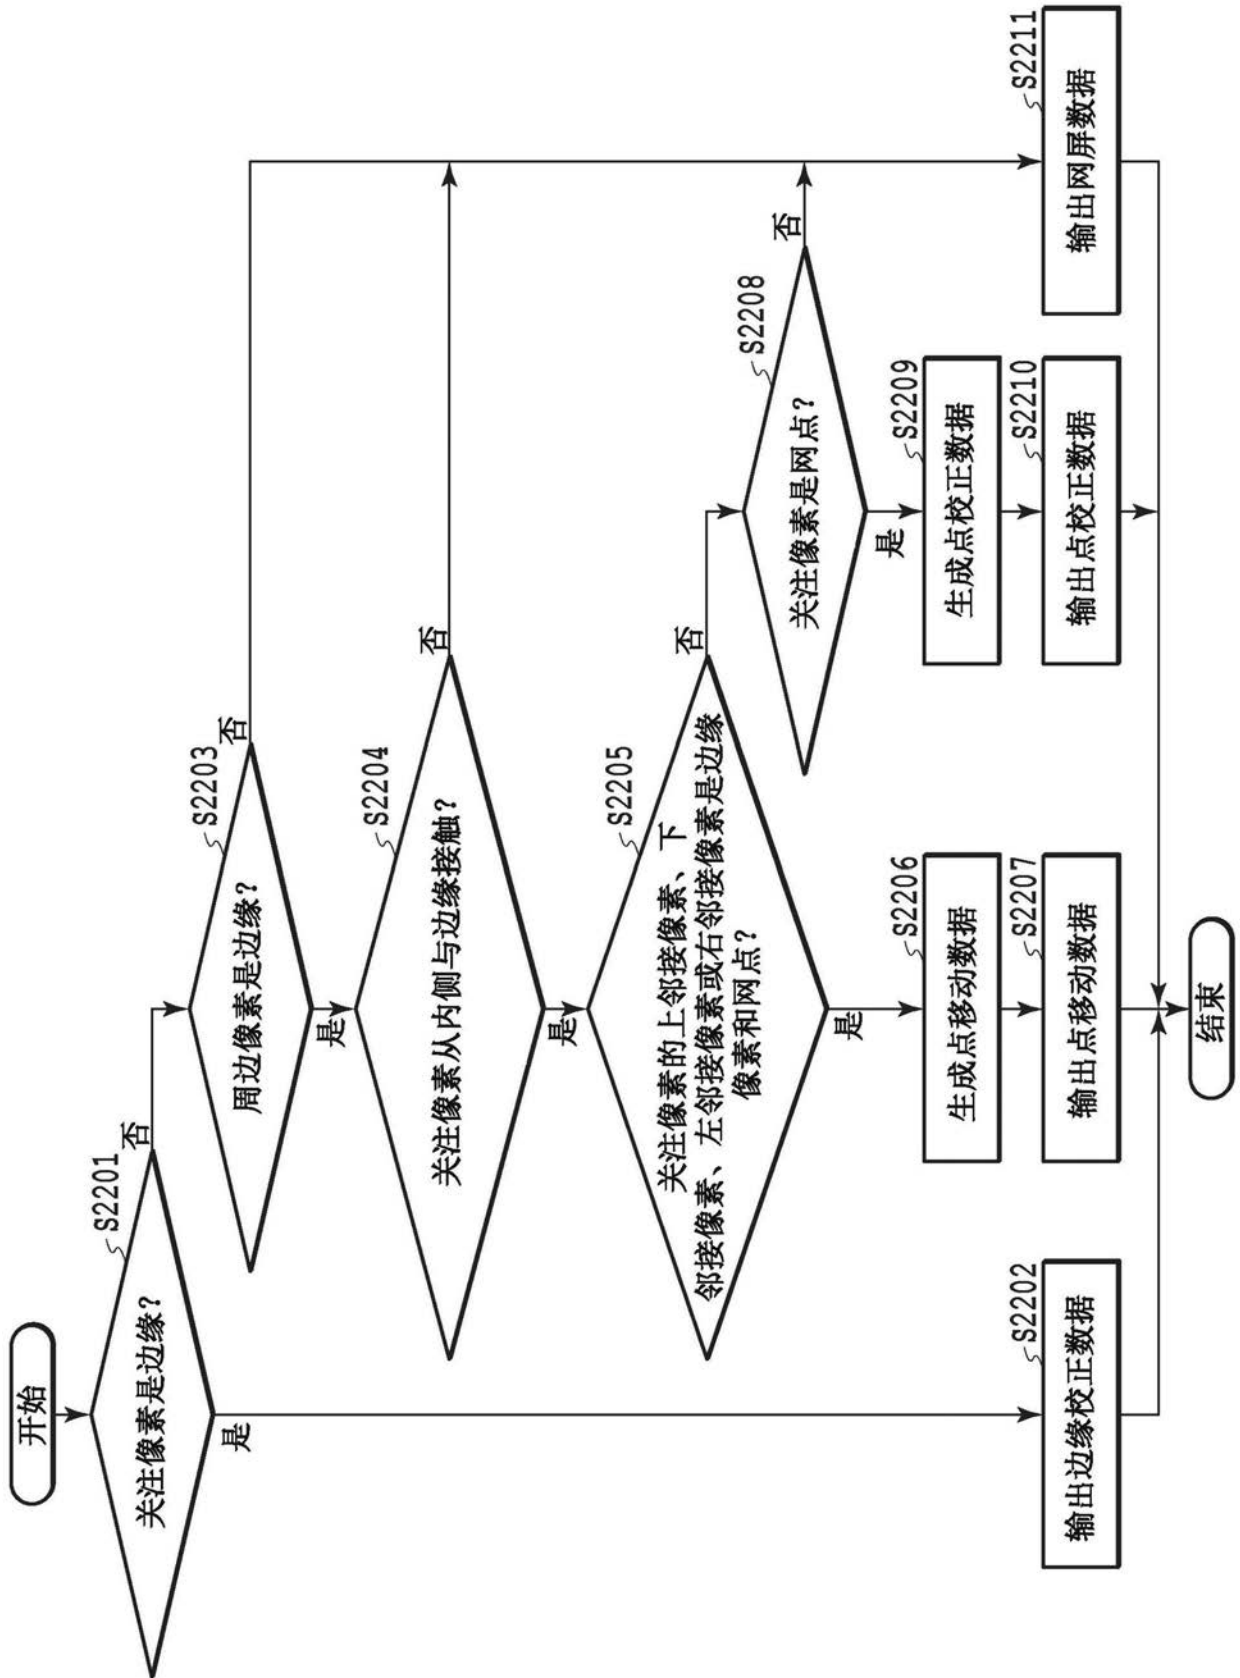 开始
S2201
关注像素是边缘？
是
否
S2203
周边像素是边缘？
否
是
S2204
关注像素从内侧与边缘接触？
否
是
S2205
关注像素的上邻接像素、下
邻接像素、左邻接像素或右邻接像素是边缘
像素和网点？
否
是
S2208
关注像素是网点？
否
是
S2206
生成点移动数据
S2209
生成点校正数据
S2202
输出边缘校正数据
S2207
输出点移动数据
S2210
输出点校正数据
S2211
输出网屏数据
结束